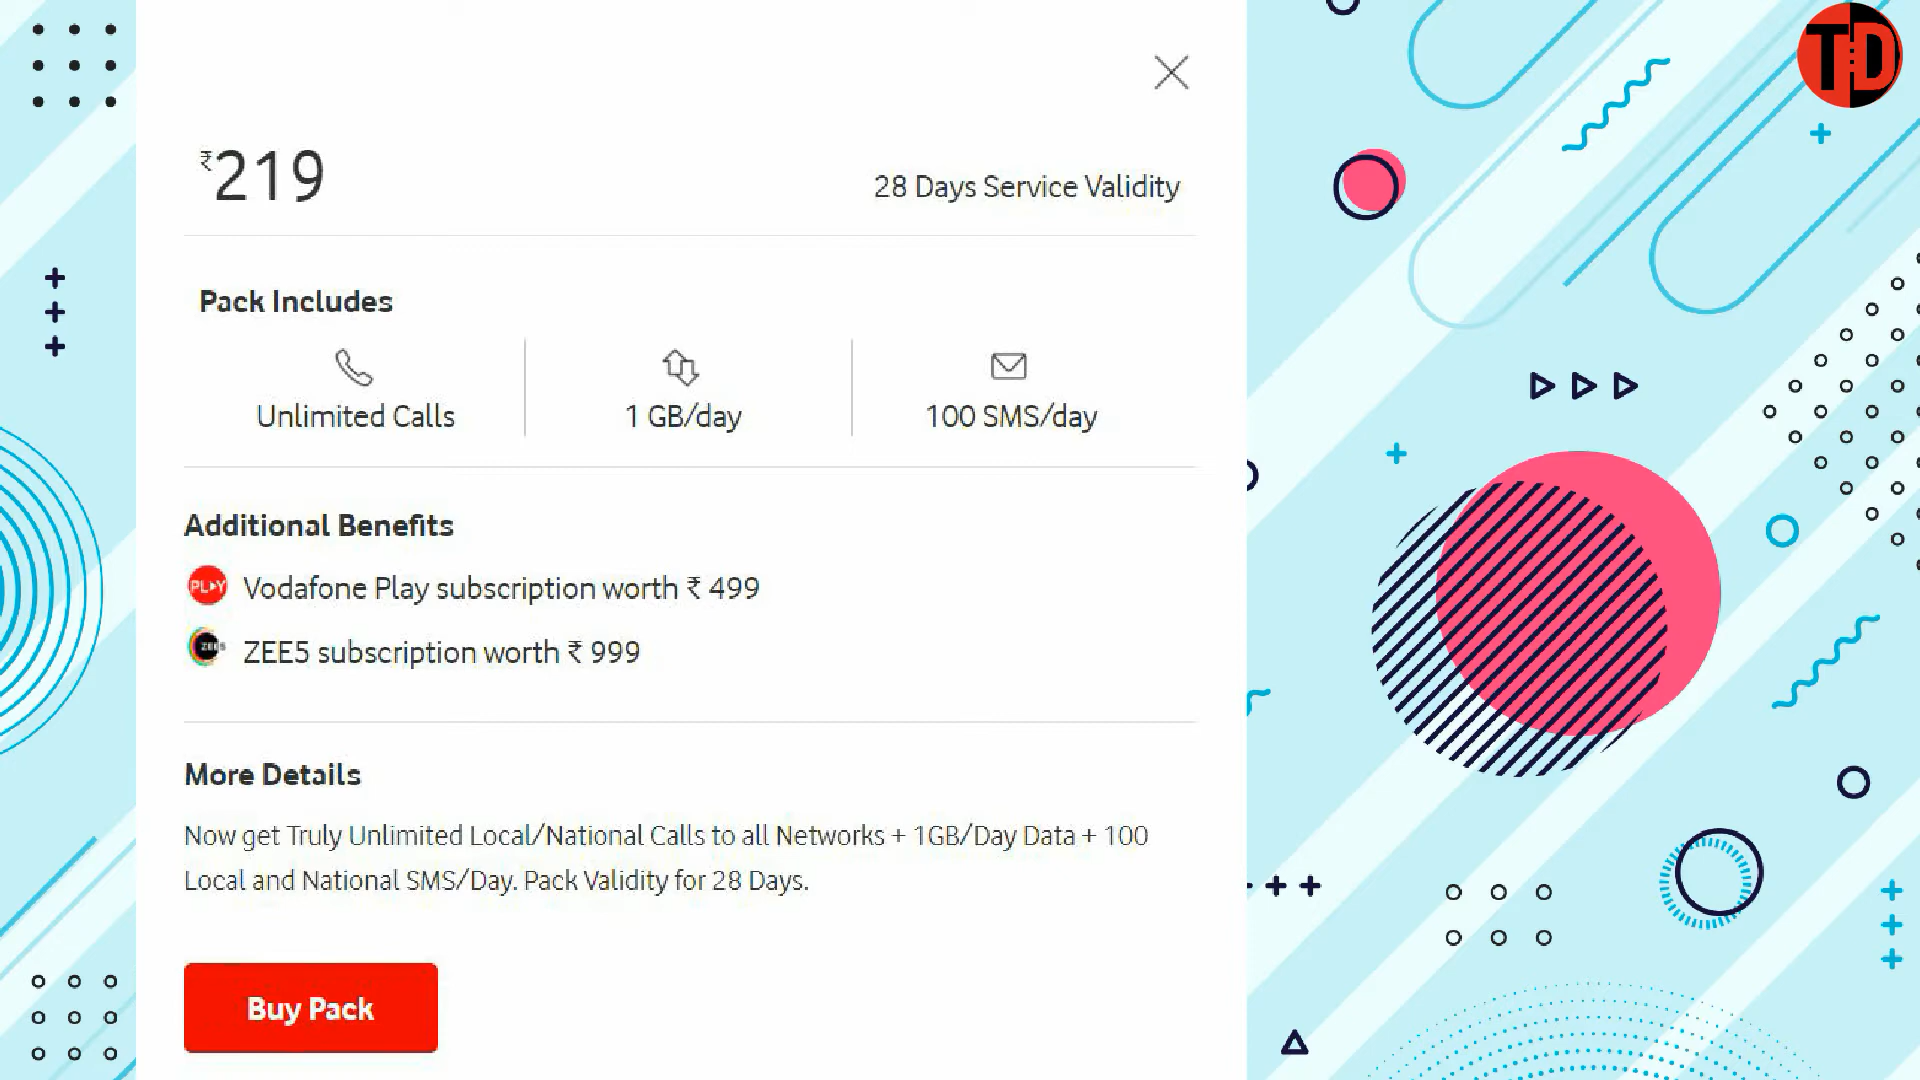 TD
₹219
28 Days Service Validity
Pack Includes
Unlimited Calls
1 GB/day
100 SMS/day
Additional Benefits
PLAY Vodafone Play subscription worth ₹ 499
ZEE5 ZEE5 subscription worth ₹ 999
More Details
Now get Truly Unlimited Local/National Calls to all Networks + 1GB/Day Data + 100
Local and National SMS/Day. Pack Validity for 28 Days.
Buy Pack